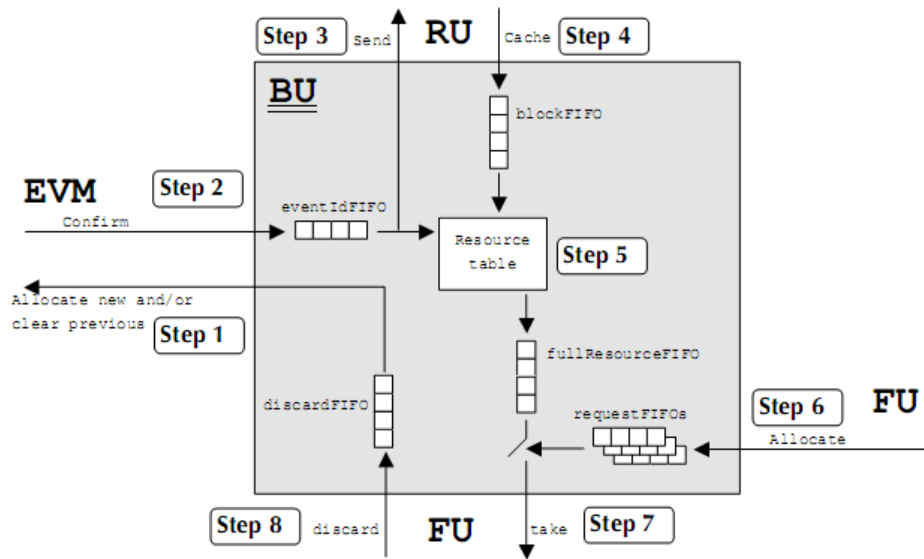 Step 3
Send
RU
Cache
Step 4
BU
blockFIFO
EVM
Step 2
Confirm
eventIdFIFO
Resource
table
Step 5
Allocate new and/or
clear previous
Step 1
fullResourceFIFO
discardFIFO
requestFIFOs
Step 6
FU
Allocate
Step 8
discard
FU
take
Step 7